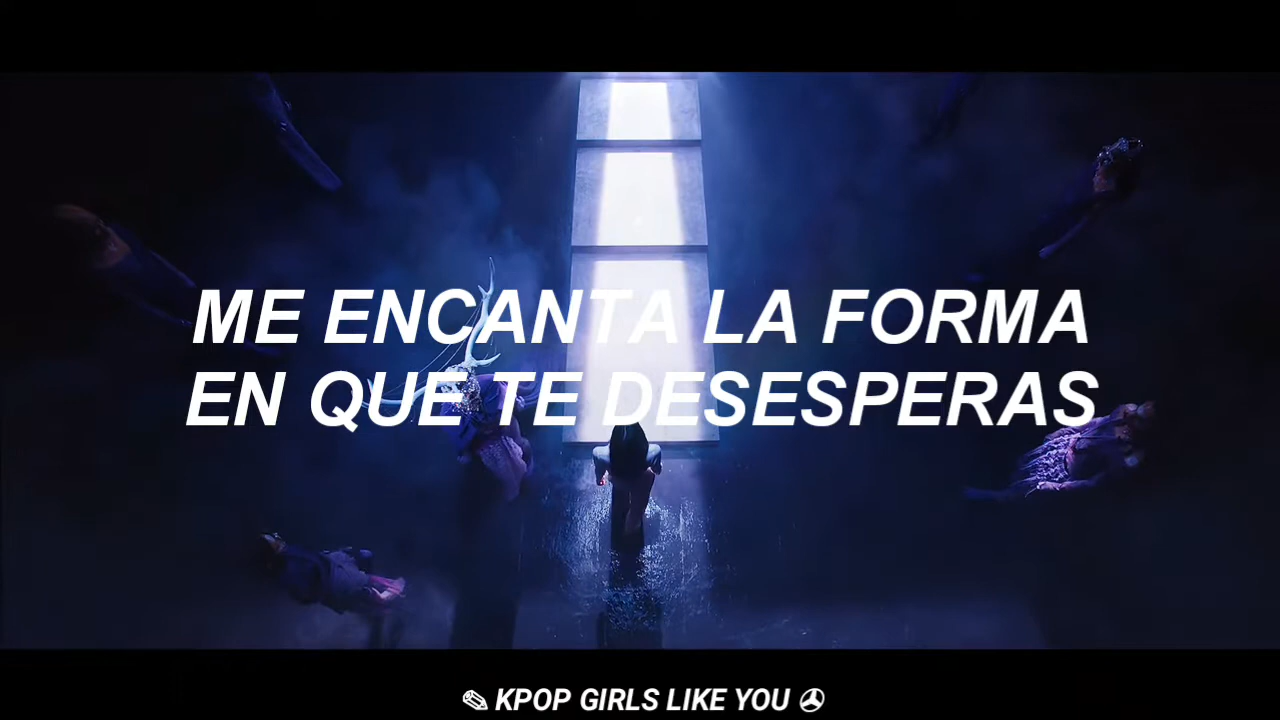 ME ENCANTA LA FORMA
EN QUE TE DESESPERAS
✎ KPOP GIRLS LIKE YOU ✇